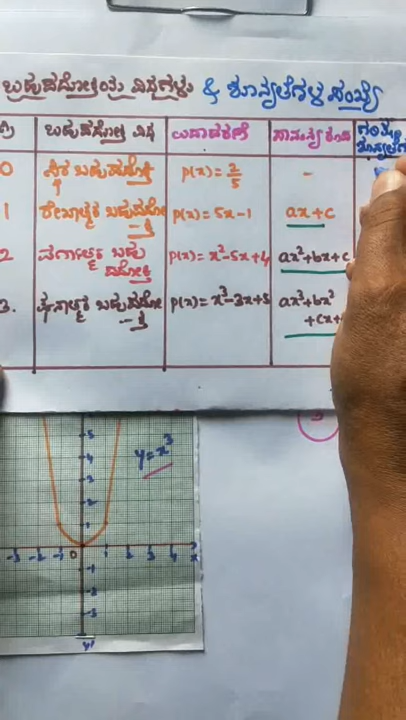 ಬಹುಪದೋಕ್ತಿಯ ವಿಧಗಳು & ಶೂನ್ಯತೆಗಳ ಸಂಖ್ಯೆ
ಬಹುಪದೋಕ್ತಿ ವಿಧ ಉದಾಹರಣೆ ಸಾಮಾನ್ಯ ರೂಪ
0 ಸ್ಥಿರ ಬಹುಪದೋಕ್ತಿ p(x) = 2/5 -
1 ರೇಖಾತ್ಮಕ ಬಹುಪದೋ p(x) = 5x-1 ax+c
-ಕ್ತಿ
2 ವರ್ಗಾತ್ಮಕ ಬಹು p(x) = x²-5x+4 ax²+bx+c
ಪದೋಕ್ತಿ
3. ಘನಾತ್ಮಕ ಬಹುಪದೋ p(x) = x³-3x+5 ax³+bx²
-ಕ್ತಿ +cx+
5
4 y=x³
3
2
1
-3 -2 -1 0 1 2 3 4 x
-1
-2
-3
y'